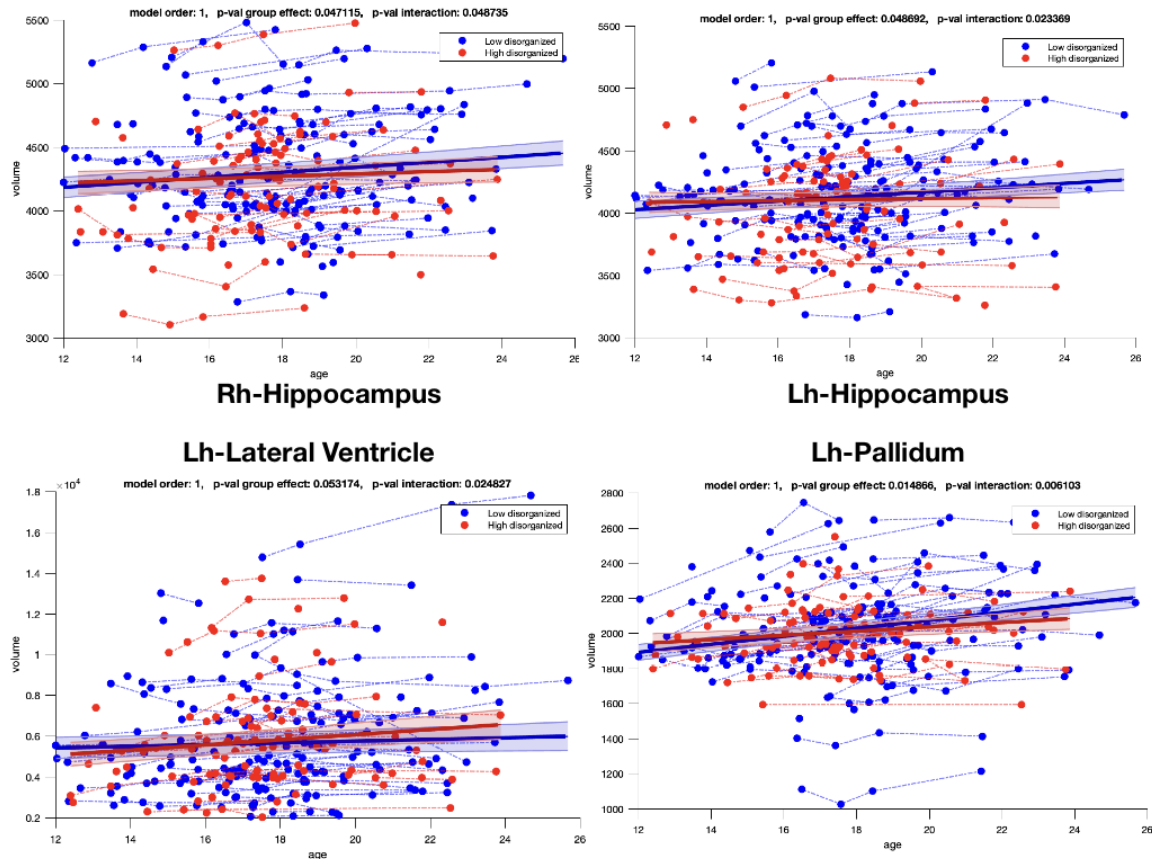 model order: 1, p-val group effect: 0.047115, p-val interaction: 0.048735
5500
5000
4500
4000
3500
3000
volume
Low disorganized
High disorganized
12 14 16 18 20 22 24 26
age
Rh-Hippocampus
model order: 1, p-val group effect: 0.048692, p-val interaction: 0.023369
5500
5000
4500
4000
3500
3000
volume
Low disorganized
High disorganized
12 14 16 18 20 22 24 26
age
Lh-Hippocampus
Lh-Lateral Ventricle
model order: 1, p-val group effect: 0.053174, p-val interaction: 0.024827
× 10⁴
1.8
1.6
1.4
1.2
1
0.8
0.6
0.4
0.2
volume
Low disorganized
High disorganized
12 14 16 18 20 22 24 26
age
Lh-Pallidum
model order: 1, p-val group effect: 0.014866, p-val interaction: 0.006103
2800
2600
2400
2200
2000
1800
1600
1400
1200
1000
volume
Low disorganized
High disorganized
12 14 16 18 20 22 24 26
age